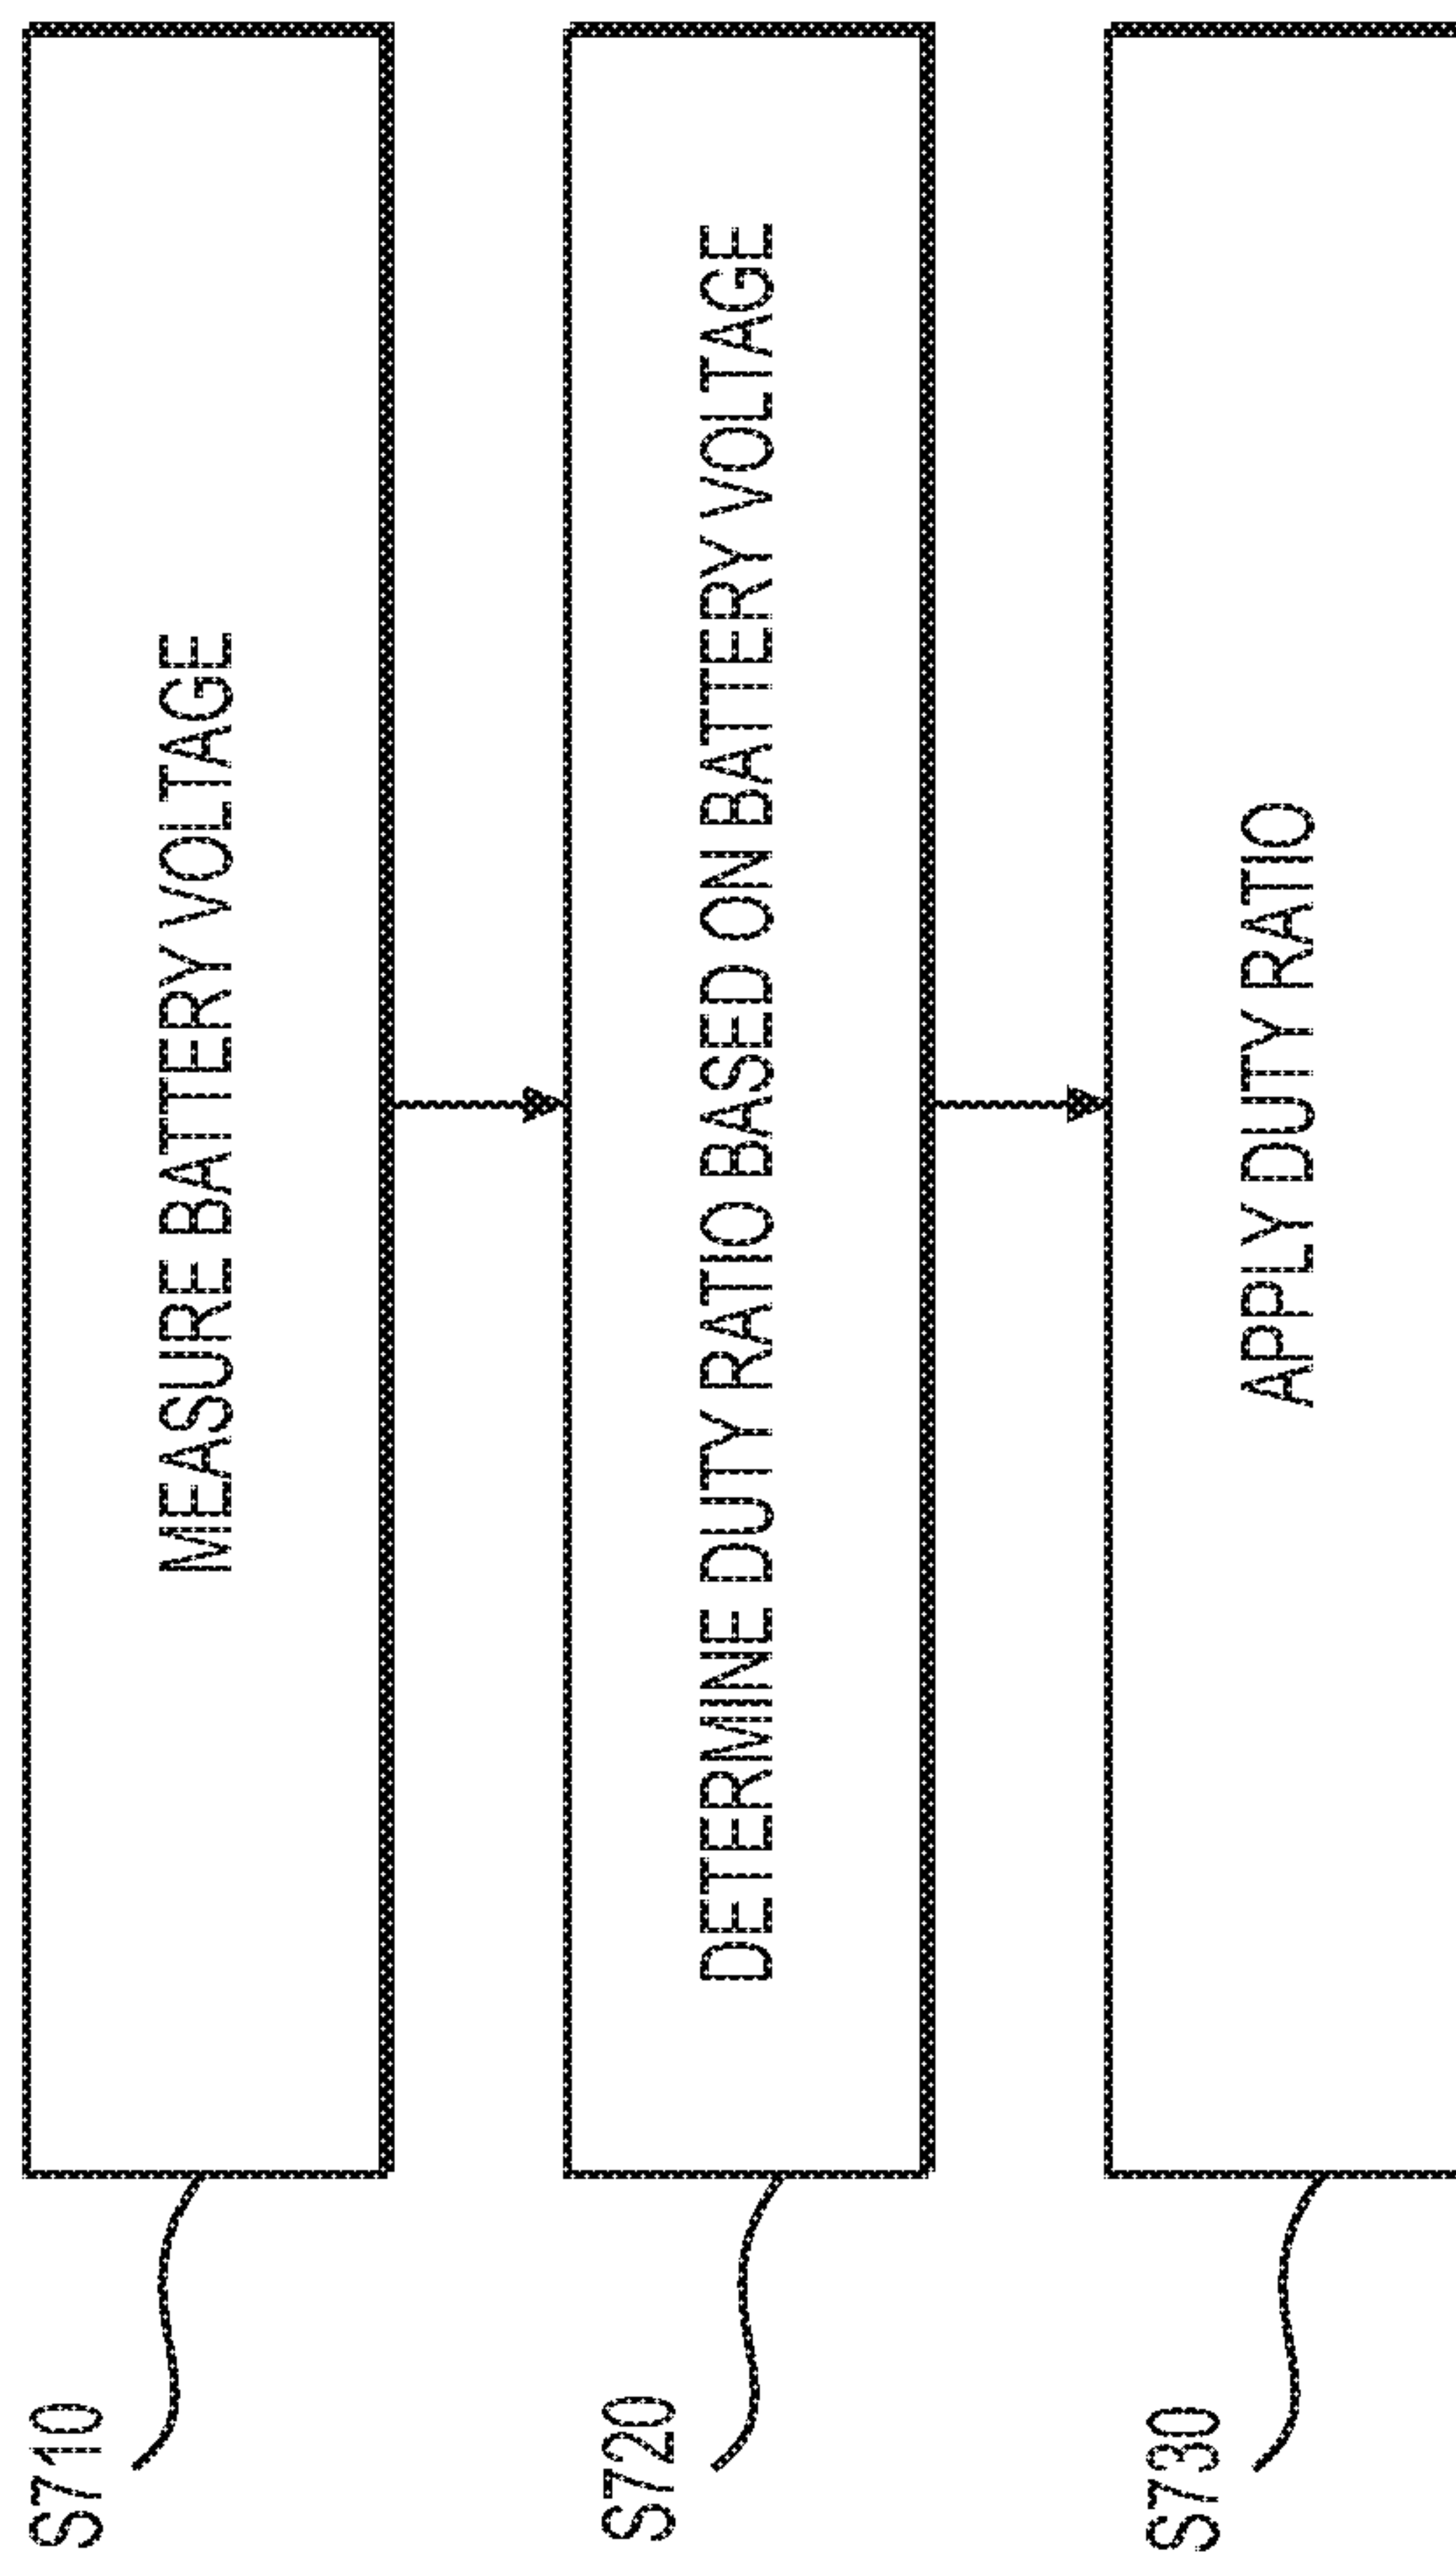 S710
MEASURE BATTERY VOLTAGE
S720
DETERMINE DUTY RATIO BASED ON BATTERY VOLTAGE
S730
APPLY DUTY RATIO